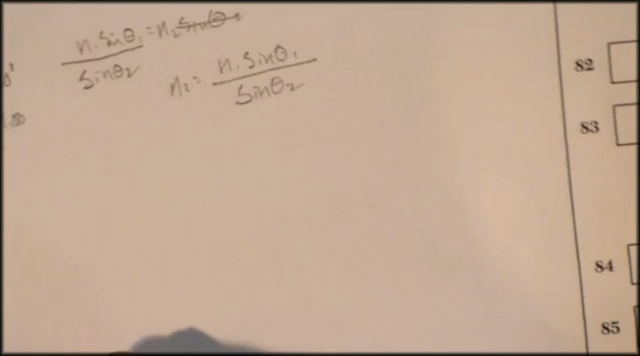 n₁ sinθ₁ = n₂ sinθ₂
sinθ₂
n₂ = n₁ sinθ₁
sinθ₂
82
83
84
85